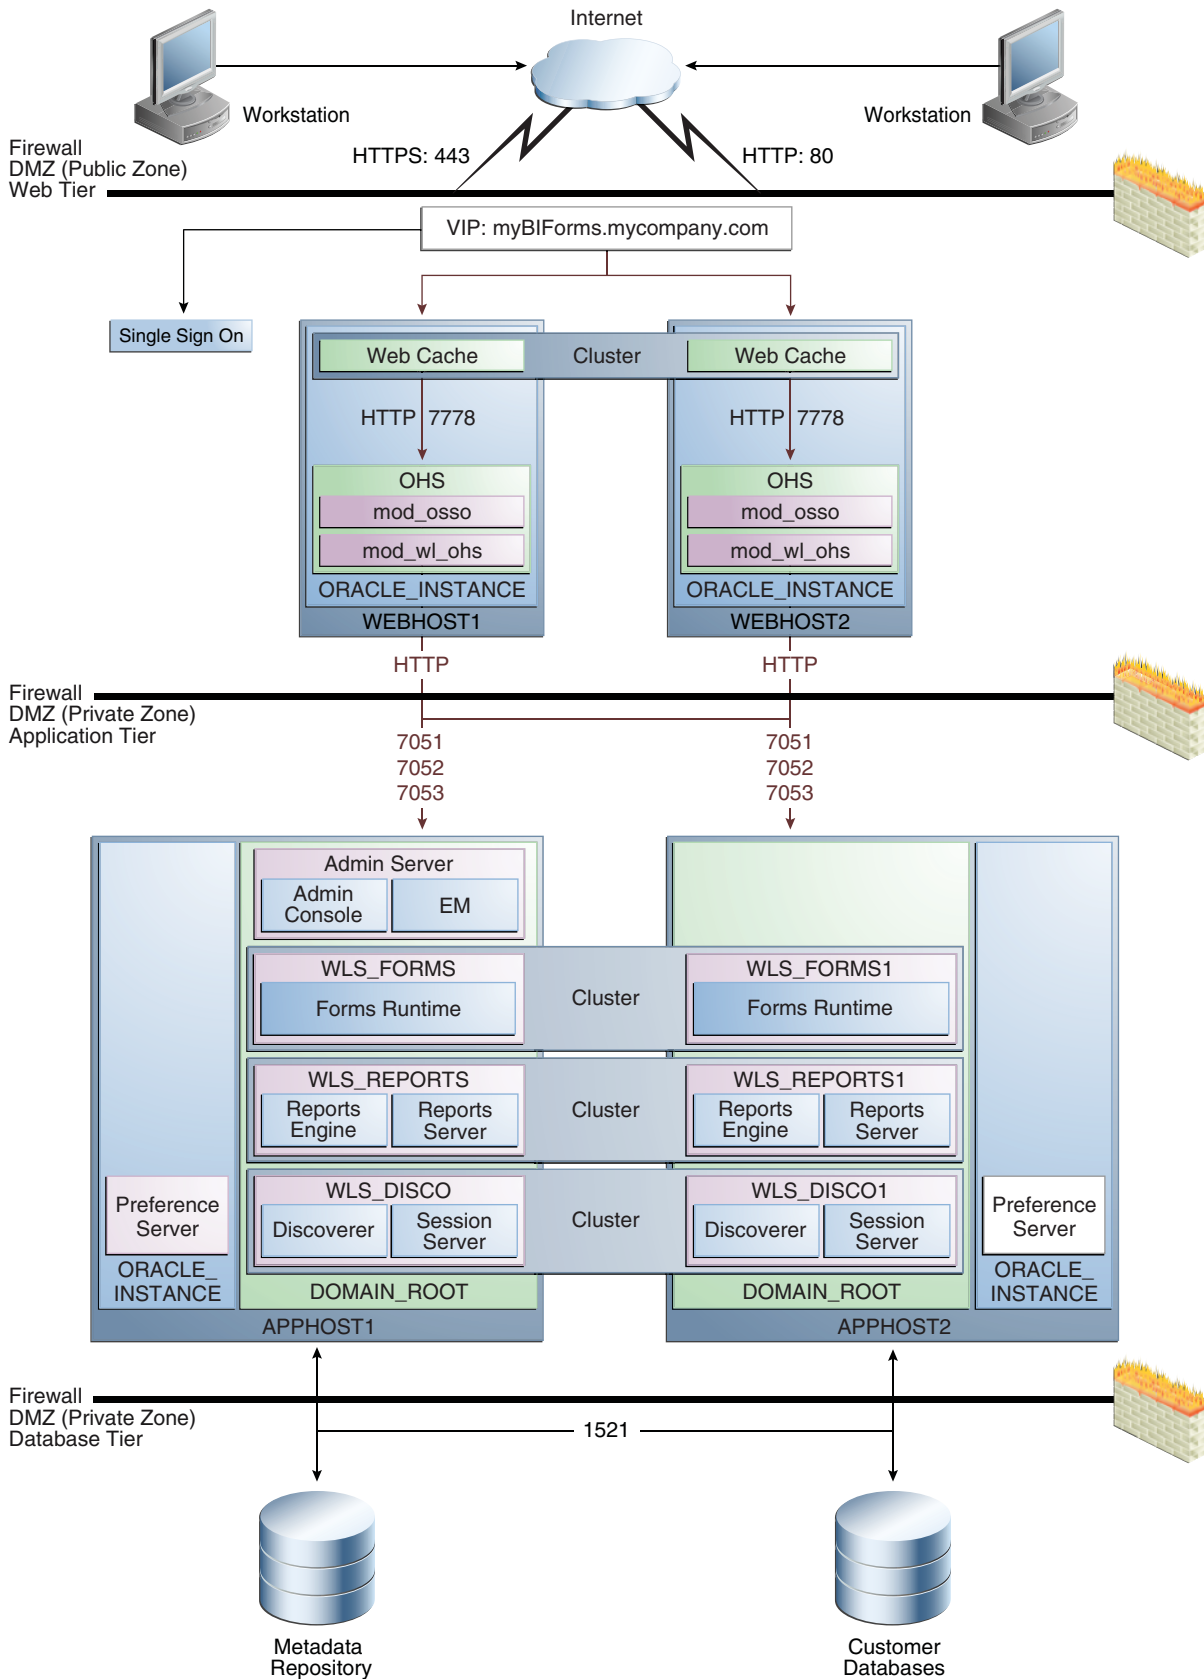 Internet
Workstation
Workstation
HTTPS: 443
HTTP: 80
Firewall
DMZ (Public Zone)
Web Tier
VIP: myBIForms.mycompany.com
Single Sign On
Web Cache
Cluster
Web Cache
HTTP 7778
HTTP 7778
OHS
OHS
mod_osso
mod_osso
mod_wl_ohs
mod_wl_ohs
ORACLE_INSTANCE
ORACLE_INSTANCE
WEBHOST1
WEBHOST2
HTTP
HTTP
Firewall
DMZ (Private Zone)
Application Tier
7051
7052
7053
7051
7052
7053
Admin Server
Admin
Console
EM
WLS_FORMS
Forms Runtime
Cluster
WLS_FORMS1
Forms Runtime
WLS_REPORTS
Reports
Engine
Reports
Server
Cluster
WLS_REPORTS1
Reports
Engine
Reports
Server
Preference
Server
WLS_DISCO
Discoverer
Session
Server
Cluster
WLS_DISCO1
Discoverer
Session
Server
Preference
Server
ORACLE_
INSTANCE
DOMAIN_ROOT
DOMAIN_ROOT
ORACLE_
INSTANCE
APPHOST1
APPHOST2
Firewall
DMZ (Private Zone)
Database Tier
1521
Metadata
Repository
Customer
Databases